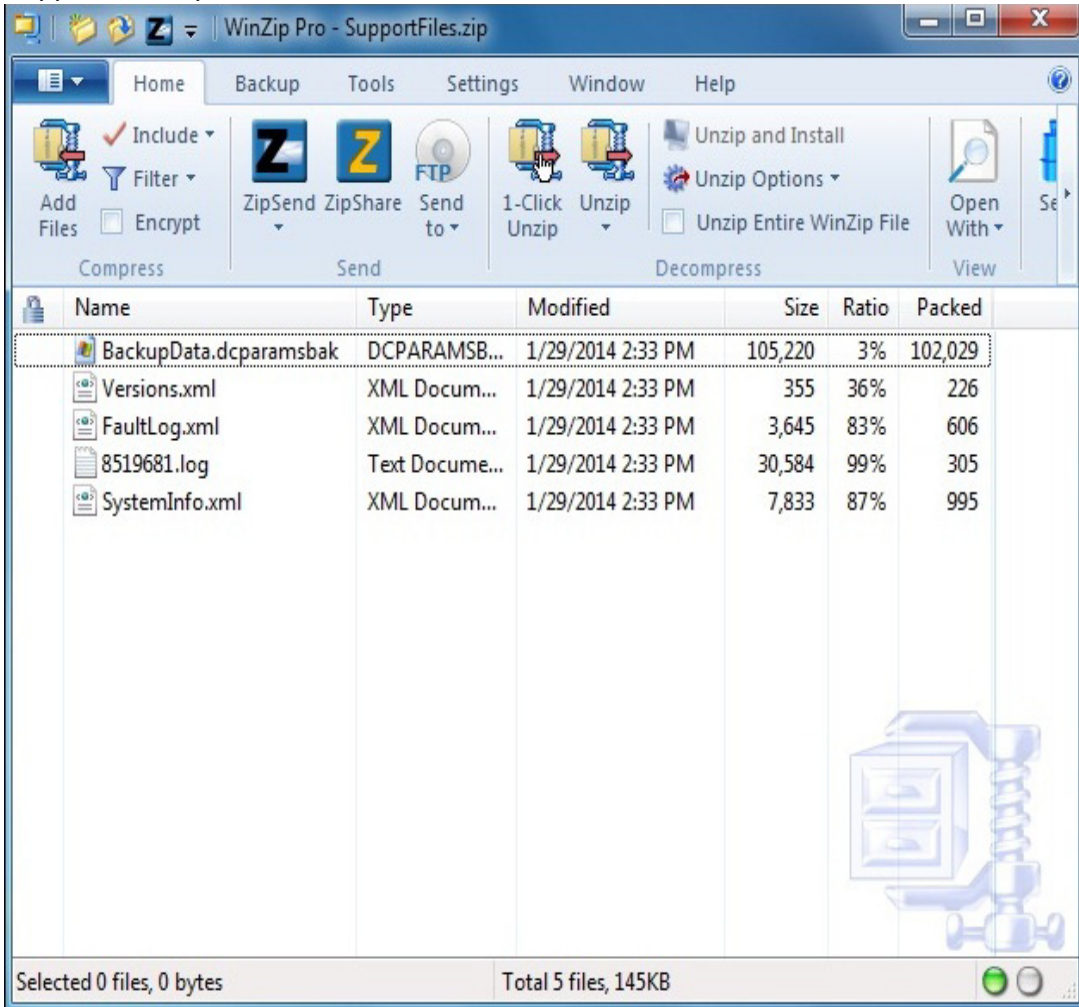 WinZip Pro - SupportFiles.zip
Home Backup Tools Settings Window Help
Add Files
Include
Filter
Encrypt
Compress
ZipSend
ZipShare
FTP
Send to
Send
1-Click Unzip
Unzip
Unzip and Install
Unzip Options
Unzip Entire WinZip File
Decompress
Open With
View
Name Type Modified Size Ratio Packed
BackupData.dcparamsbak DCPARAMSB... 1/29/2014 2:33 PM 105,220 3% 102,029
Versions.xml XML Docum... 1/29/2014 2:33 PM 355 36% 226
FaultLog.xml XML Docum... 1/29/2014 2:33 PM 3,645 83% 606
8519681.log Text Docume... 1/29/2014 2:33 PM 30,584 99% 305
SystemInfo.xml XML Docum... 1/29/2014 2:33 PM 7,833 87% 995
Selected 0 files, 0 bytes Total 5 files, 145KB